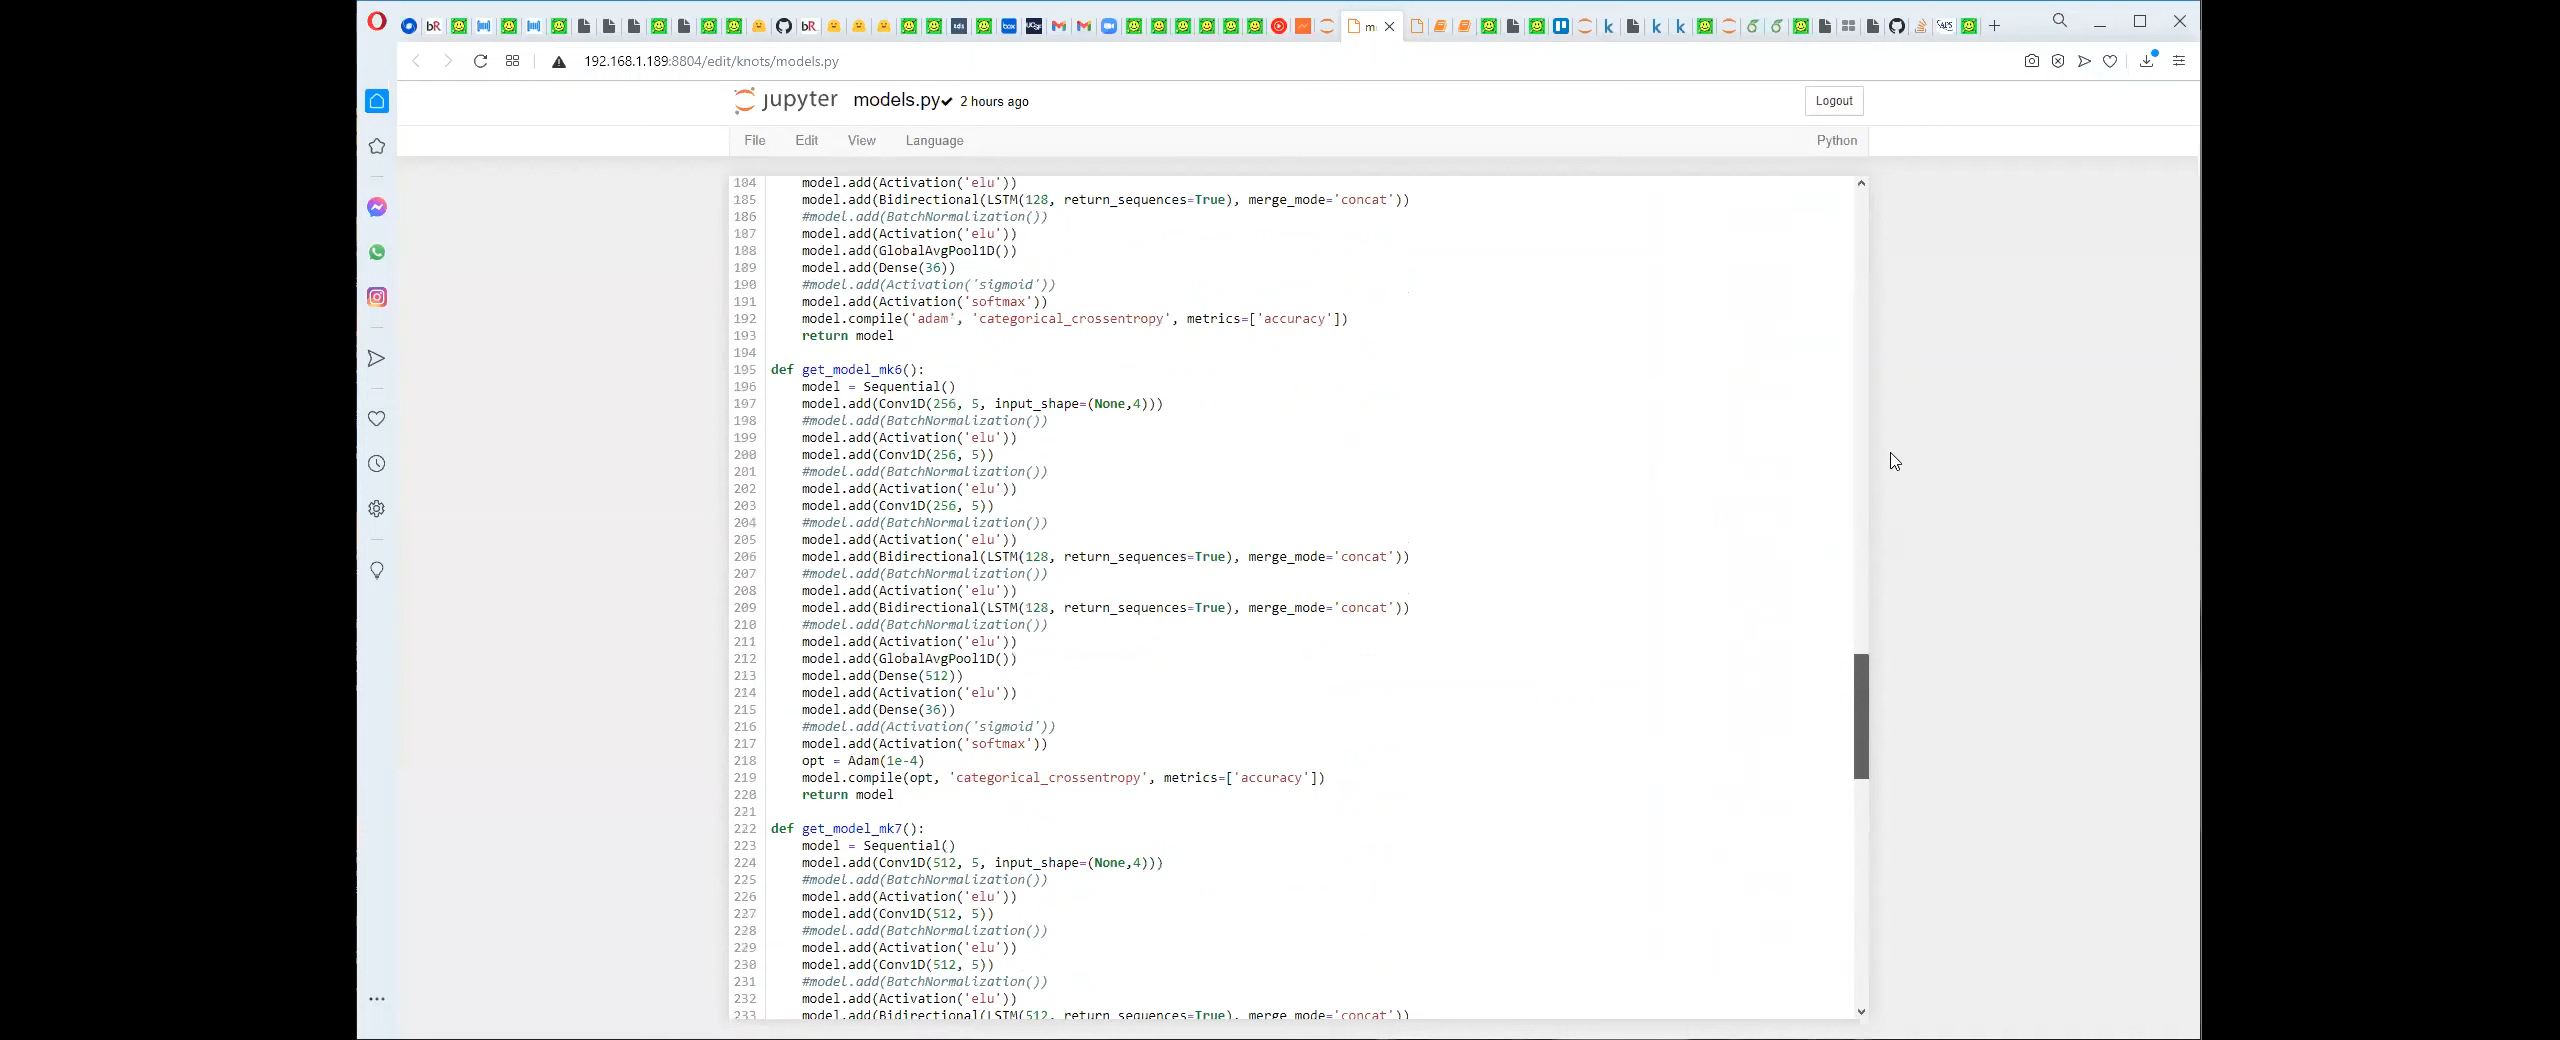 192.168.1.189:8804/edit/knots/models.py
jupyter models.py 2 hours ago Logout
File Edit View Language Python
184 model.add(Activation('elu'))
185 model.add(Bidirectional(LSTM(128, return_sequences=True), merge_mode='concat'))
186 #model.add(BatchNormalization())
187 model.add(Activation('elu'))
188 model.add(GlobalAvgPool1D())
189 model.add(Dense(36))
190 #model.add(Activation('sigmoid'))
191 model.add(Activation('softmax'))
192 model.compile('adam', 'categorical_crossentropy', metrics=['accuracy'])
193 return model
194
195 def get_model_mk6():
196 model = Sequential()
197 model.add(Conv1D(256, 5, input_shape=(None,4)))
198 #model.add(BatchNormalization())
199 model.add(Activation('elu'))
200 model.add(Conv1D(256, 5))
201 #model.add(BatchNormalization())
202 model.add(Activation('elu'))
203 model.add(Conv1D(256, 5))
204 #model.add(BatchNormalization())
205 model.add(Activation('elu'))
206 model.add(Bidirectional(LSTM(128, return_sequences=True), merge_mode='concat'))
207 #model.add(BatchNormalization())
208 model.add(Activation('elu'))
209 model.add(Bidirectional(LSTM(128, return_sequences=True), merge_mode='concat'))
210 #model.add(BatchNormalization())
211 model.add(Activation('elu'))
212 model.add(GlobalAvgPool1D())
213 model.add(Dense(512))
214 model.add(Activation('elu'))
215 model.add(Dense(36))
216 #model.add(Activation('sigmoid'))
217 model.add(Activation('softmax'))
218 opt = Adam(1e-4)
219 model.compile(opt, 'categorical_crossentropy', metrics=['accuracy'])
220 return model
221
222 def get_model_mk7():
223 model = Sequential()
224 model.add(Conv1D(512, 5, input_shape=(None,4)))
225 #model.add(BatchNormalization())
226 model.add(Activation('elu'))
227 model.add(Conv1D(512, 5))
228 #model.add(BatchNormalization())
229 model.add(Activation('elu'))
230 model.add(Conv1D(512, 5))
231 #model.add(BatchNormalization())
232 model.add(Activation('elu'))
233 model.add(Bidirectional(LSTM(512, return_sequences=True), merge_mode='concat'))